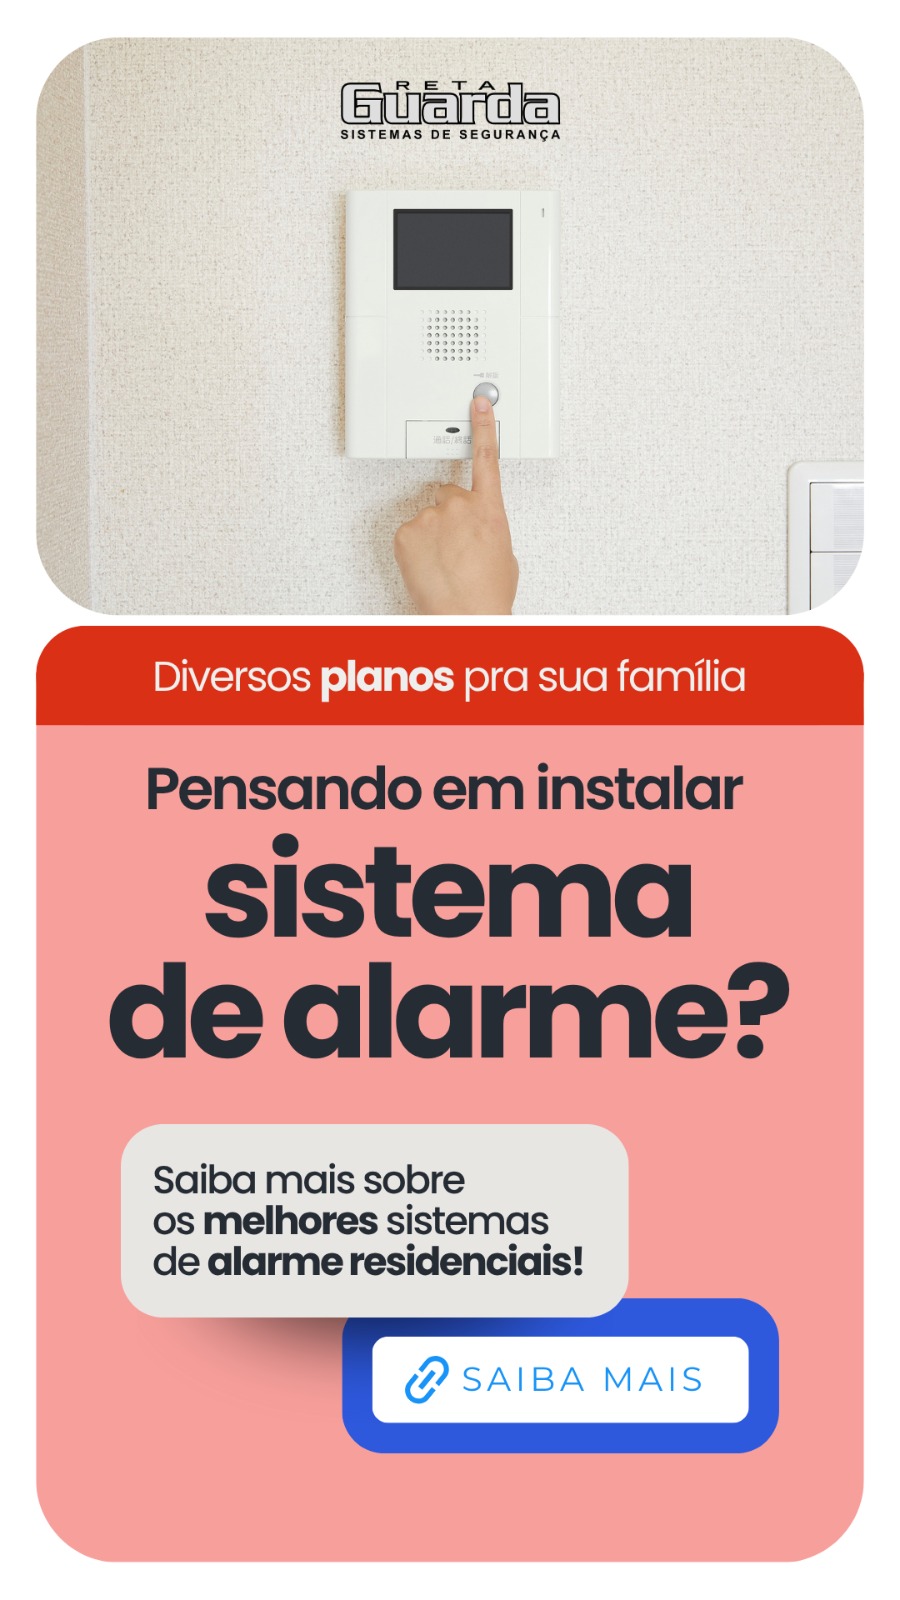 RETA
Guarda
SISTEMAS DE SEGURANÇA
Diversos planos pra sua família
Pensando em instalar
sistema
de alarme?
Saiba mais sobre
os melhores sistemas
de alarme residenciais!
SAIBA MAIS